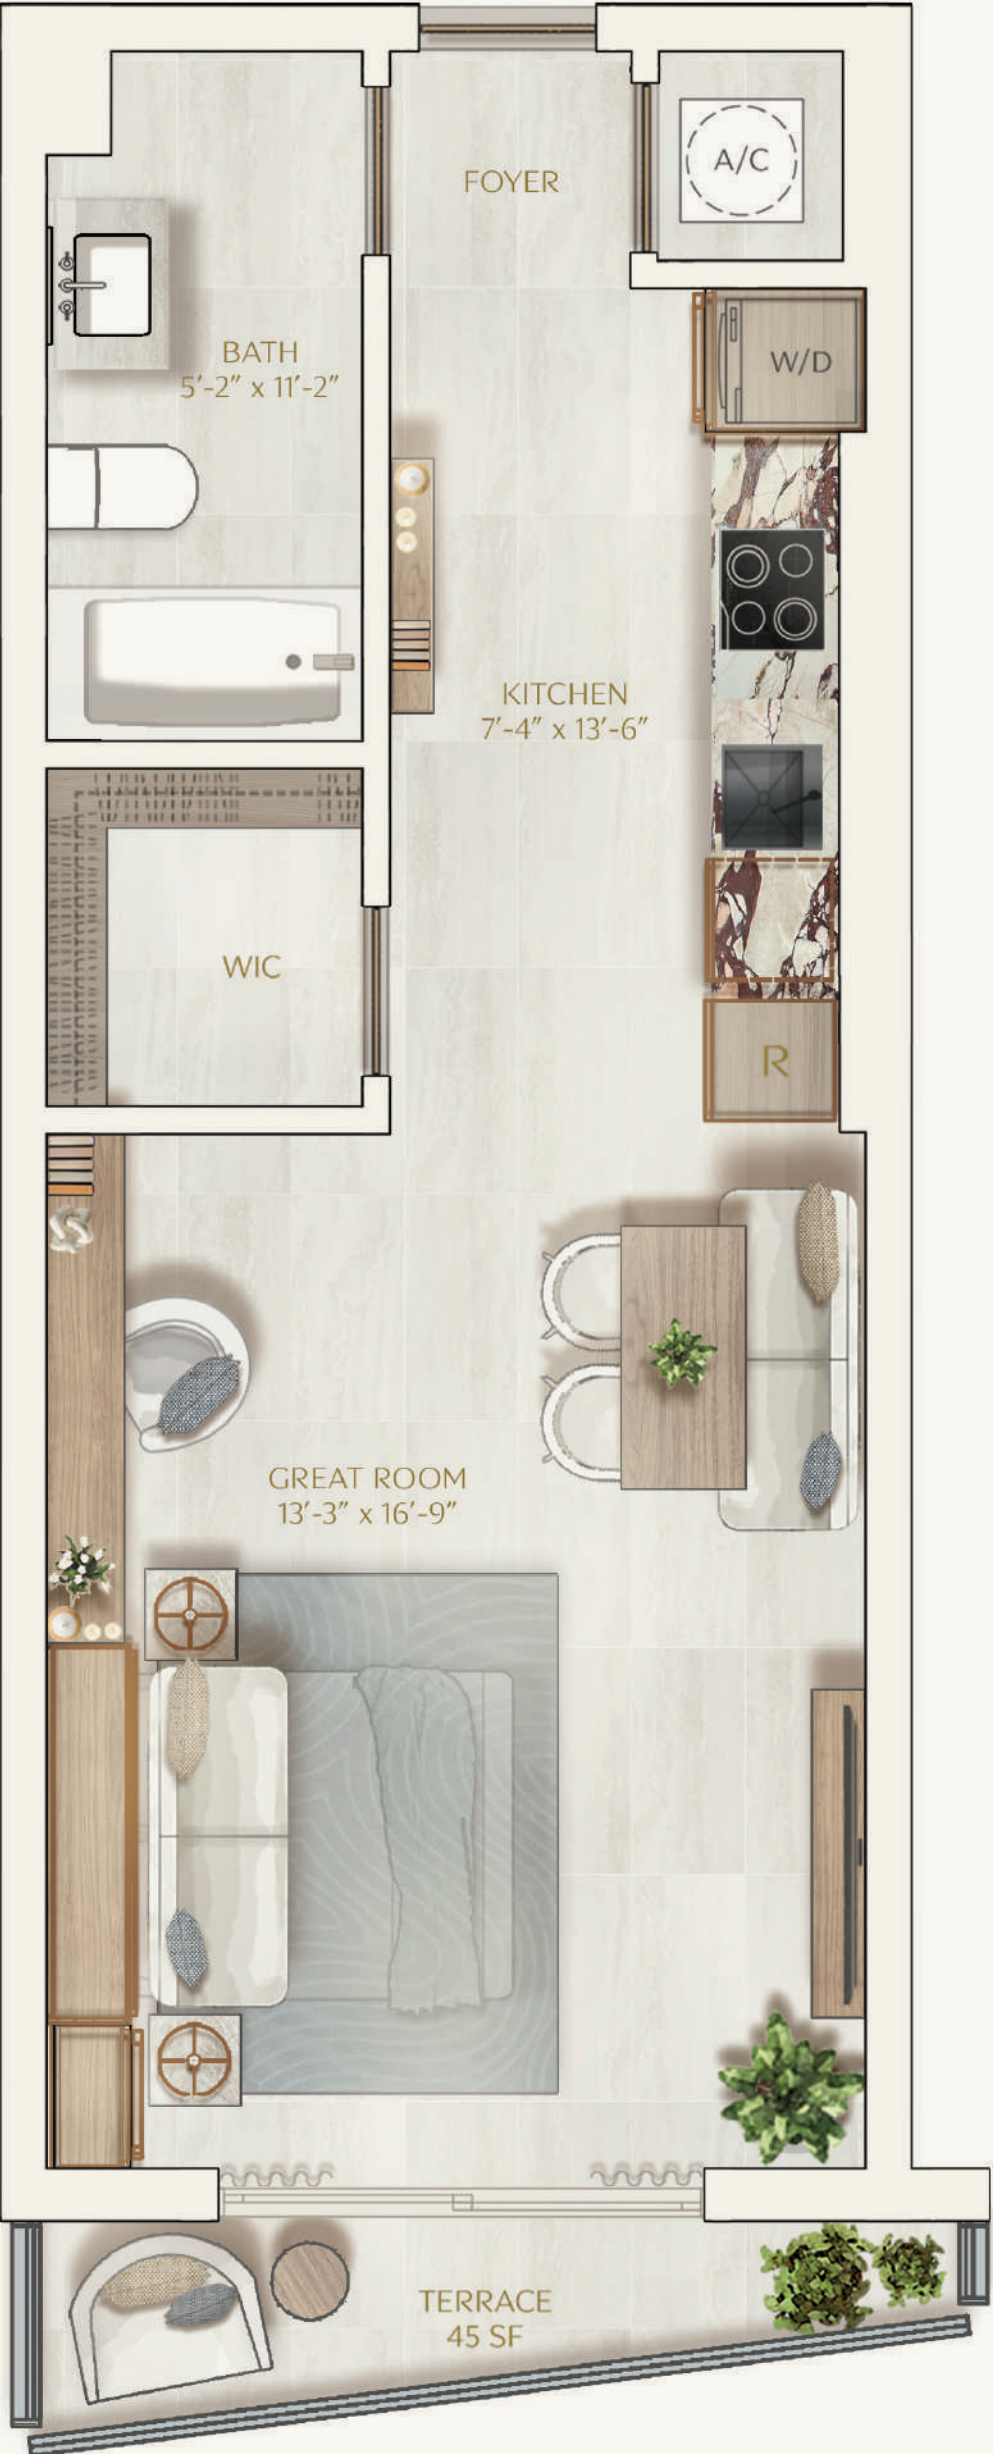 FOYER
A/C
BATH
5′-2″ x 11′-2″
W/D
KITCHEN
7′-4″ x 13′-6″
WIC
R
GREAT ROOM
13′-3″ x 16′-9″
TERRACE
45 SF